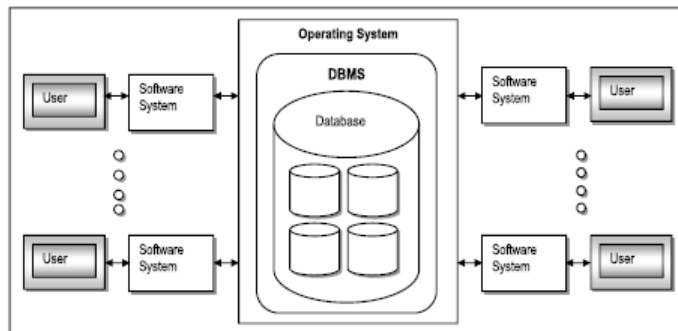 Operating System
DBMS
Database
User
Software
System
Software
System
User
User
Software
System
Software
System
User